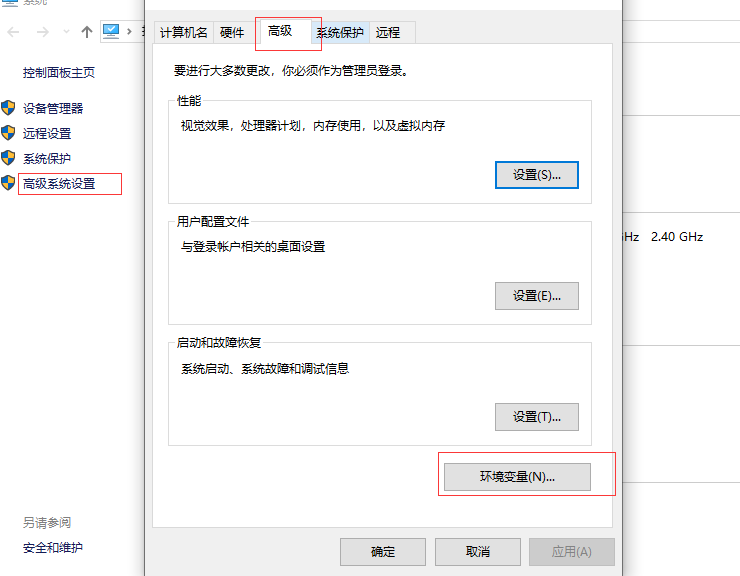 系统
控制面板主页
设备管理器
远程设置
系统保护
高级系统设置
另请参阅
安全和维护
计算机名 硬件 高级 系统保护 远程
要进行大多数更改，你必须作为管理员登录。
性能
视觉效果，处理器计划，内存使用，以及虚拟内存
设置(S)...
用户配置文件
与登录帐户相关的桌面设置
设置(E)...
启动和故障恢复
系统启动、系统故障和调试信息
设置(T)...
环境变量(N)...
确定 取消 应用(A)
GHz 2.40 GHz